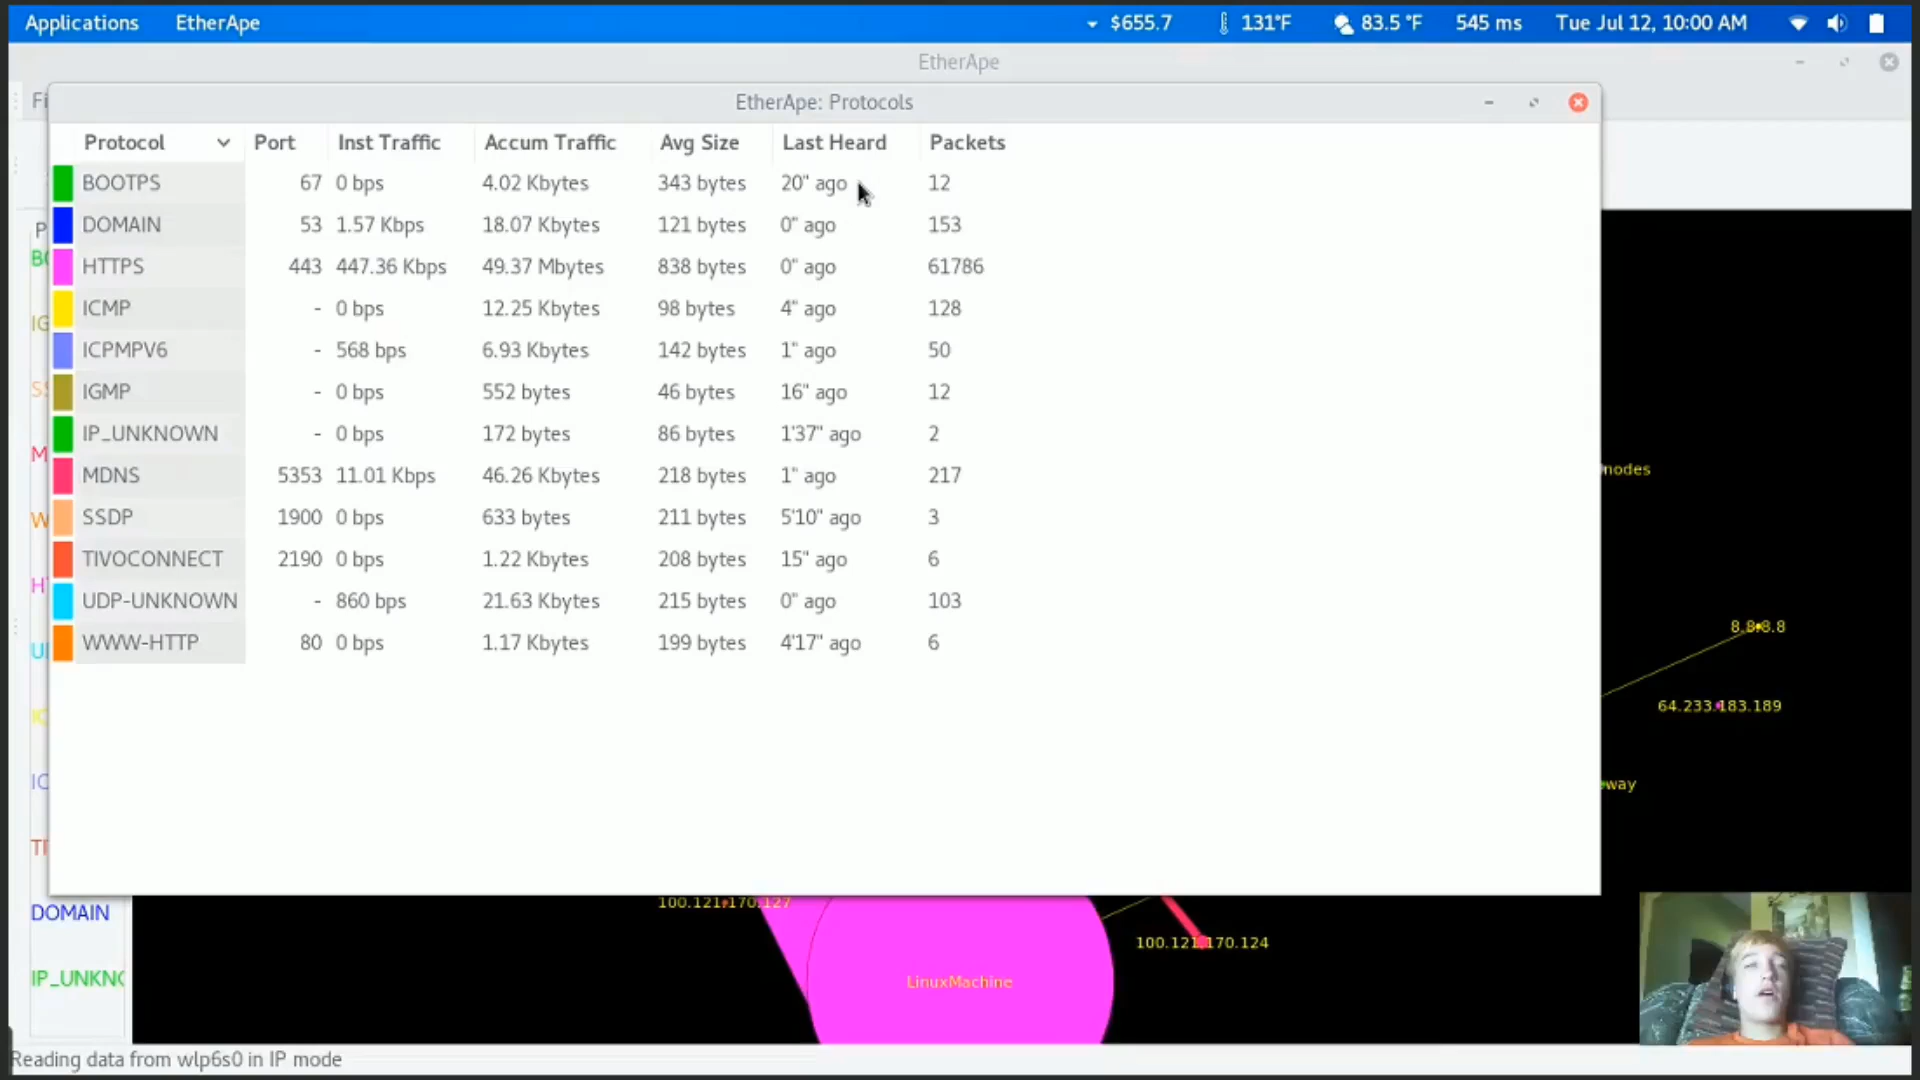 Applications EtherApe $655.7 131°F 83.5 °F 545 ms Tue Jul 12, 10:00 AM
EtherApe
Fi
EtherApe: Protocols
Protocol Port Inst Traffic Accum Traffic Avg Size Last Heard Packets
BOOTPS 67 0 bps 4.02 Kbytes 343 bytes 20" ago 12
DOMAIN 53 1.57 Kbps 18.07 Kbytes 121 bytes 0" ago 153
HTTPS 443 447.36 Kbps 49.37 Mbytes 838 bytes 0" ago 61786
ICMP - 0 bps 12.25 Kbytes 98 bytes 4" ago 128
ICPMPV6 - 568 bps 6.93 Kbytes 142 bytes 1" ago 50
IGMP - 0 bps 552 bytes 46 bytes 16" ago 12
IP_UNKNOWN - 0 bps 172 bytes 86 bytes 1'37" ago 2
MDNS 5353 11.01 Kbps 46.26 Kbytes 218 bytes 1" ago 217
SSDP 1900 0 bps 633 bytes 211 bytes 5'10" ago 3
TIVOCONNECT 2190 0 bps 1.22 Kbytes 208 bytes 15" ago 6
UDP-UNKNOWN - 860 bps 21.63 Kbytes 215 bytes 0" ago 103
WWW-HTTP 80 0 bps 1.17 Kbytes 199 bytes 4'17" ago 6
nodes
8.8.8.8
64.233.183.189
way
100.121.170.127
DOMAIN
100.121.170.124
IP_UNKNO
LinuxMachine
Reading data from wlp6s0 in IP mode